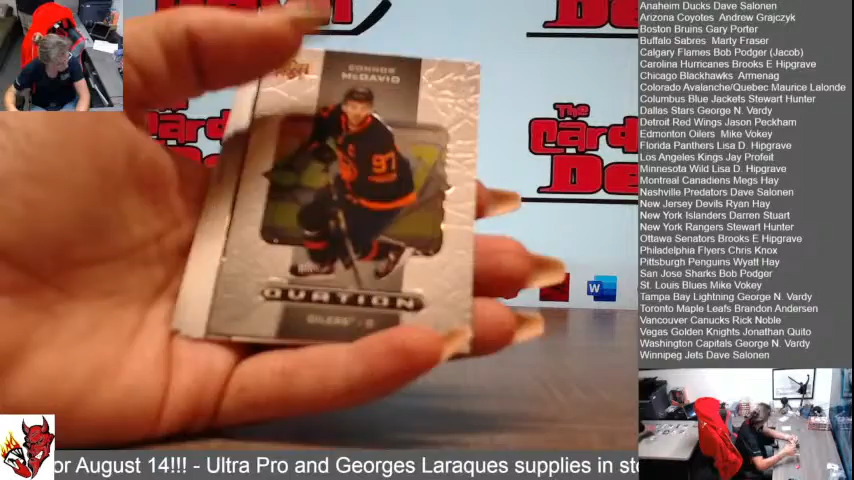 CONNOR
McDAVID
97
OVATION
OILERS
The
Card
De
W
Anaheim Ducks Dave Salonen
Arizona Coyotes Andrew Grajczyk
Boston Bruins Gary Porter
Buffalo Sabres Marty Fraser
Calgary Flames Bob Podger (Jacob)
Carolina Hurricanes Brooks E Hipgrave
Chicago Blackhawks Armenag
Colorado Avalanche/Quebec Maurice Lalonde
Columbus Blue Jackets Stewart Hunter
Dallas Stars George N. Vardy
Detroit Red Wings Jason Peckham
Edmonton Oilers Mike Vokey
Florida Panthers Lisa D. Hipgrave
Los Angeles Kings Jay Profeit
Minnesota Wild Lisa D. Hipgrave
Montreal Canadiens Megs Hay
Nashville Predators Dave Salonen
New Jersey Devils Ryan Hay
New York Islanders Darren Stuart
New York Rangers Stewart Hunter
Ottawa Senators Brooks E Hipgrave
Philadelphia Flyers Chris Knox
Pittsburgh Penguins Wyatt Hay
San Jose Sharks Bob Podger
St. Louis Blues Mike Vokey
Tampa Bay Lightning George N. Vardy
Toronto Maple Leafs Brandon Andersen
Vancouver Canucks Rick Noble
Vegas Golden Knights Jonathan Quito
Washington Capitals George N. Vardy
Winnipeg Jets Dave Salonen
or August 14!!! - Ultra Pro and Georges Laraques supplies in sto